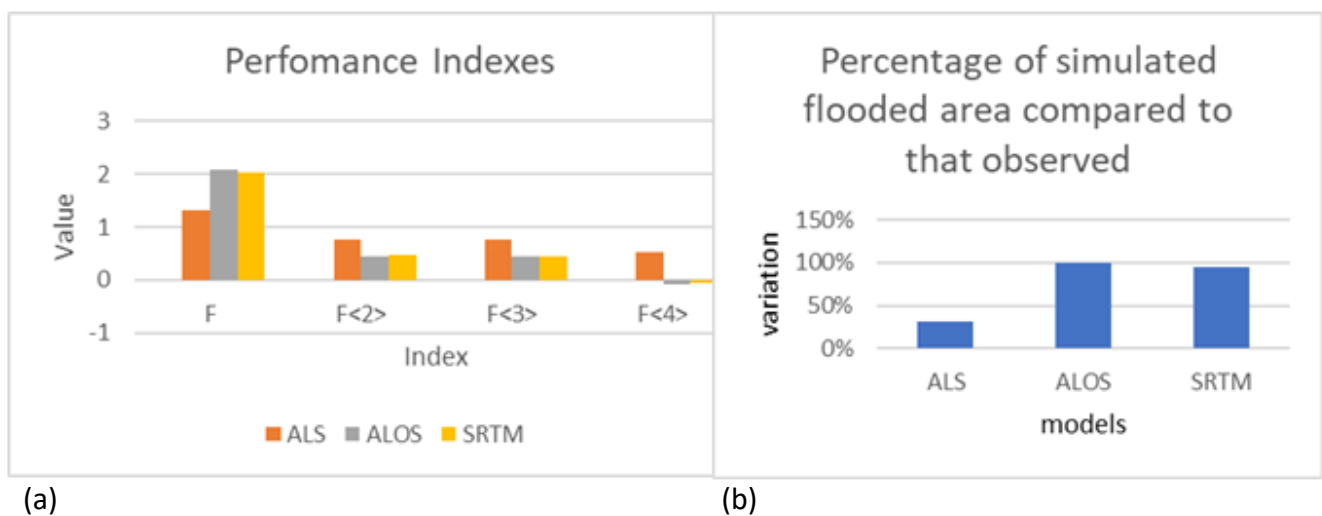 Perfomance Indexes
3
2
1
0
-1
Value
F F<2> F<3> F<4>
Index
ALS ALOS SRTM
(a)
Percentage of simulated
flooded area compared to
that observed
150%
100%
50%
0%
variation
ALS ALOS SRTM
models
(b)